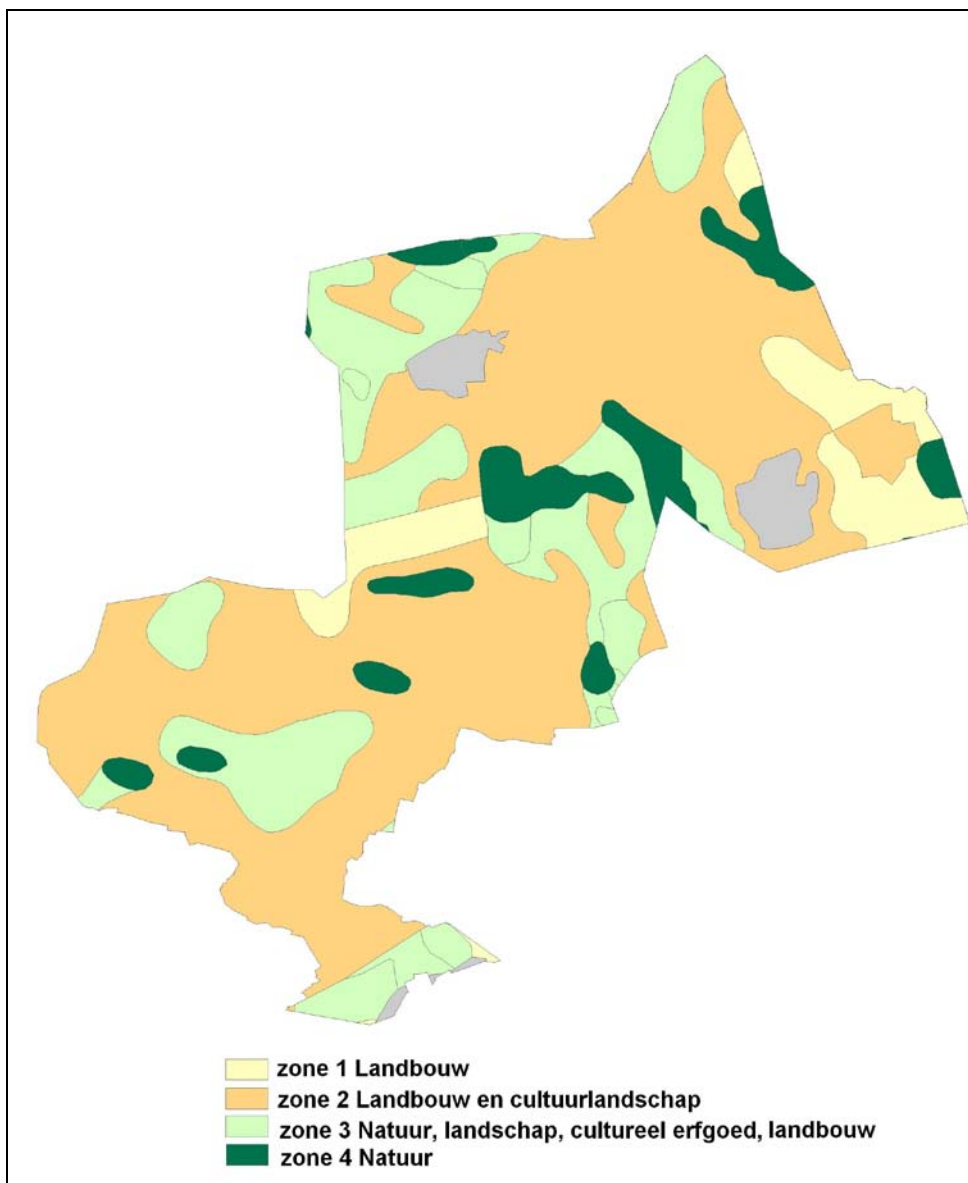 zone 1 Landbouw
zone 2 Landbouw en cultuurlandschap
zone 3 Natuur, landschap, cultureel erfgoed, landbouw
zone 4 Natuur